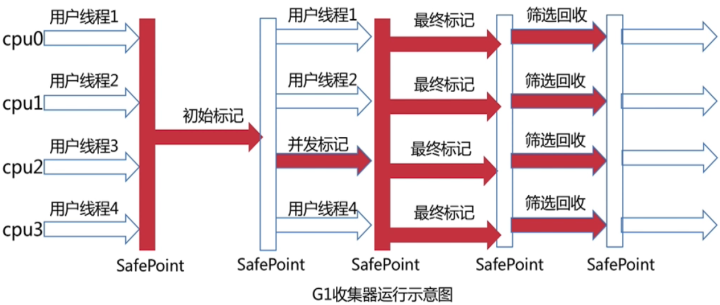 用户线程1 用户线程1 最终标记 筛选回收
cpu0
用户线程2 用户线程2 最终标记 筛选回收
cpu1
初始标记
用户线程3 并发标记 最终标记 筛选回收
cpu2
用户线程4 用户线程4 最终标记 筛选回收
cpu3
SafePoint SafePoint SafePoint SafePoint SafePoint
G1收集器运行示意图